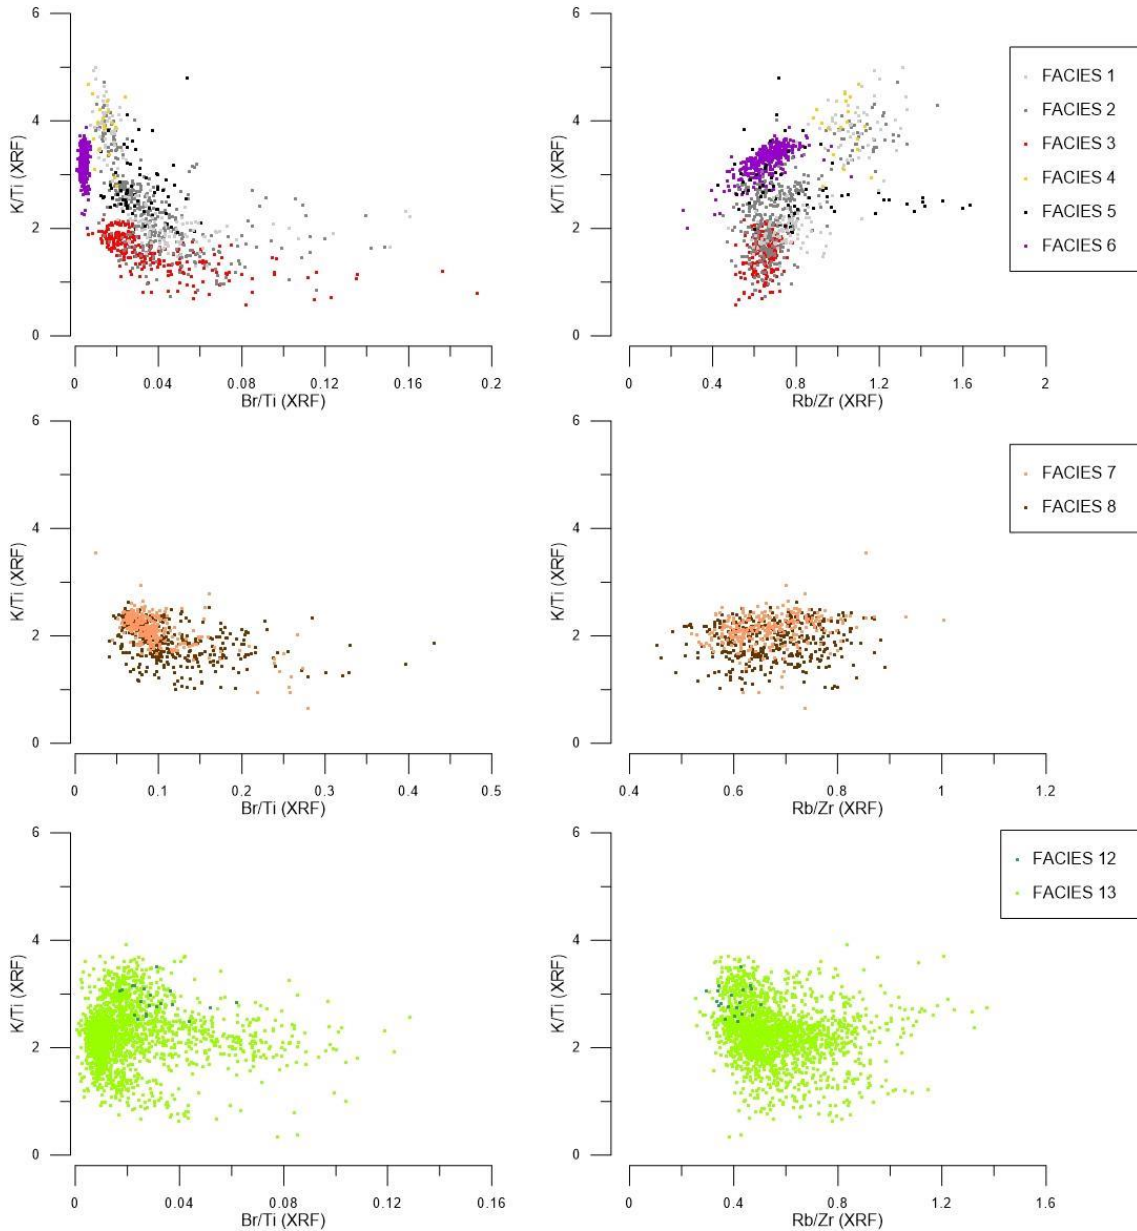 6
4
2
0
K/Ti (XRF)
0 0.04 0.08 0.12 0.16 0.2
Br/Ti (XRF)
6
4
2
0
K/Ti (XRF)
0 0.4 0.8 1.2 1.6 2
Rb/Zr (XRF)
FACIES 1
FACIES 2
FACIES 3
FACIES 4
FACIES 5
FACIES 6
6
4
2
0
K/Ti (XRF)
0 0.1 0.2 0.3 0.4 0.5
Br/Ti (XRF)
6
4
2
0
K/Ti (XRF)
0.4 0.6 0.8 1 1.2
Rb/Zr (XRF)
FACIES 7
FACIES 8
6
4
2
0
K/Ti (XRF)
0 0.04 0.08 0.12 0.16
Br/Ti (XRF)
6
4
2
0
K/Ti (XRF)
0 0.4 0.8 1.2 1.6
Rb/Zr (XRF)
FACIES 12
FACIES 13